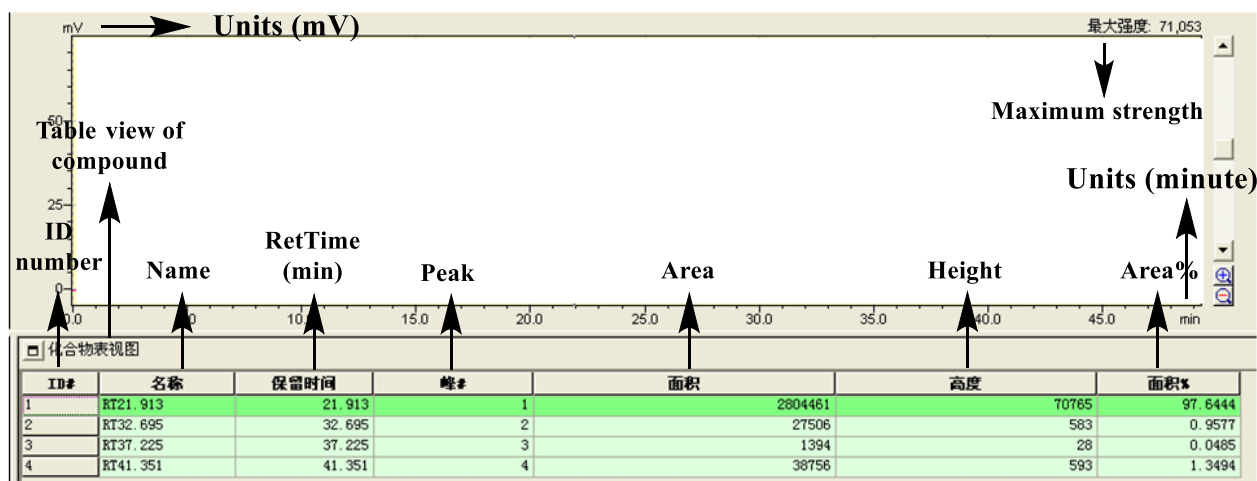 mV
Units (mV)
最大强度: 71,053
Maximum strength
50
Table view of
compound
Units (minute)
25
ID
number
Name
RetTime
(min)
Peak
Area
Height
Area%
0
0.0 10.0 15.0 20.0 25.0 30.0 35.0 40.0 45.0 min
化合物表视图
ID# 名称 保留时间 峰# 面积 高度 面积%
1 RT21.913 21.913 1 2804461 70765 97.6444
2 RT32.695 32.695 2 27506 583 0.9577
3 RT37.225 37.225 3 1394 28 0.0485
4 RT41.351 41.351 4 38756 593 1.3494